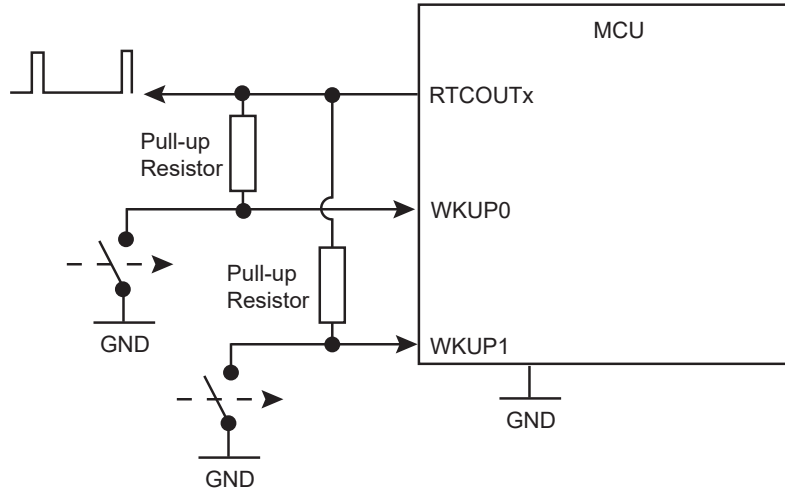 MCU
RTCOUTx
Pull-up
Resistor
WKUP0
Pull-up
Resistor
GND
WKUP1
GND
GND